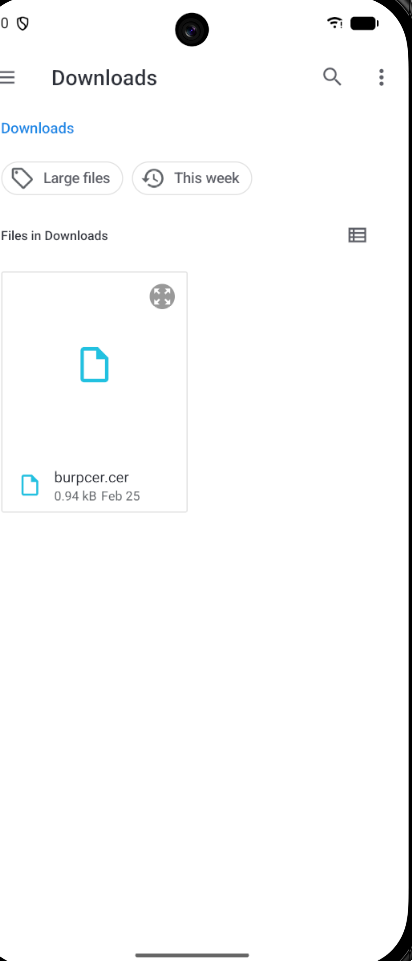 0
Downloads
Downloads
Large files
This week
Files in Downloads
burpcer.cer
0.94 kB Feb 25